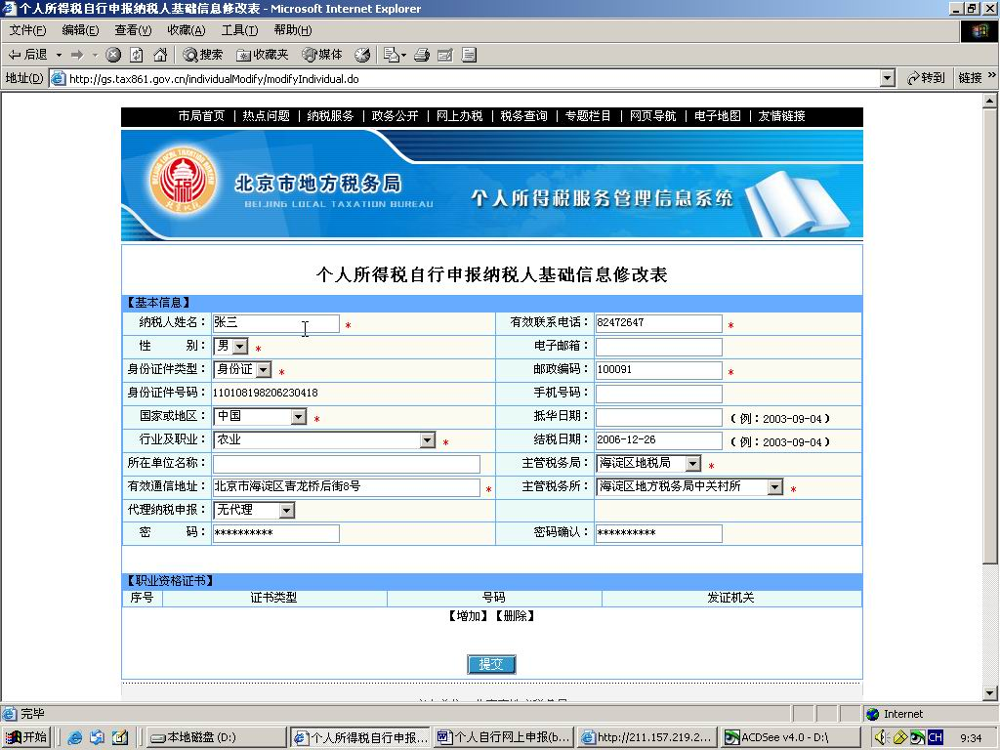 个人所得税自行申报纳税人基础信息修改表 - Microsoft Internet Explorer
文件(F) 编辑(E) 查看(V) 收藏(A) 工具(T) 帮助(H)
后退 搜索 收藏夹 媒体
地址(D) http://gs.tax861.gov.cn/individualModify/modifyIndividual.do 转到 链接 »
市局首页 | 热点问题 | 纳税服务 | 政务公开 | 网上办税 | 税务查询 | 专题栏目 | 网页导航 | 电子地图 | 友情链接
北京市地方税务局
BEIJING LOCAL TAXATION BUREAU
个人所得税服务管理信息系统
个人所得税自行申报纳税人基础信息修改表
【基本信息】
纳税人姓名： 张三 * 有效联系电话： 82472647 *
性 别： 男 * 电子邮箱：
身份证件类型： 身份证 * 邮政编码： 100091 *
身份证件号码： 110108198206230418 手机号码：
国家或地区： 中国 * 抵华日期： （例：2003-09-04）
行业及职业： 农业 * 结税日期： 2006-12-26 （例：2003-09-04）
所在单位名称： 主管税务局： 海淀区地税局 *
有效通信地址： 北京市海淀区青龙桥后街8号 * 主管税务所： 海淀区地方税务局中关村所 *
代理纳税申报： 无代理
密 码： ********** 密码确认： **********
【职业资格证书】
序号 证书类型 号码 发证机关
【增加】【删除】
提交
完毕 Internet
开始 本地磁盘 (D:) 个人所得税自行申报... 个人自行网上申报(b... http://211.157.219.2... ACDSee v4.0 - D:\ CH 9:34